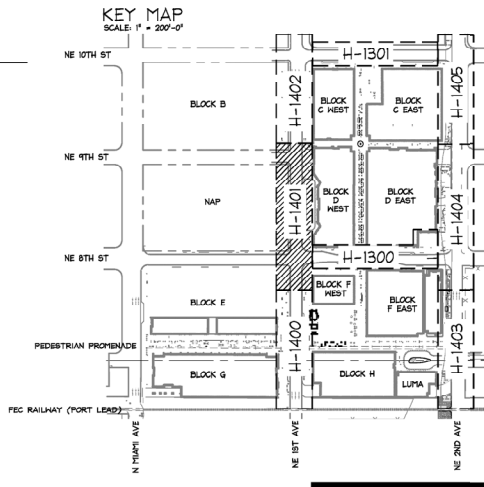 KEY MAP
SCALE: 1" = 200'-0"
NE 10TH ST
H-1301
BLOCK B
H-1402
BLOCK
C WEST
BLOCK
C EAST
H-1405
NE 9TH ST
NAP
H-1401
BLOCK
D
WEST
BLOCK
D EAST
H-1404
NE 8TH ST
H-1300
BLOCK E
BLOCK F
WEST
BLOCK
F EAST
PEDESTRIAN PROMENADE
H-1400
H-1403
BLOCK G
BLOCK H
LUMA
FEC RAILWAY (PORT LEAD)
N MIAMI AVE
NE 1ST AVE
NE 2ND AVE